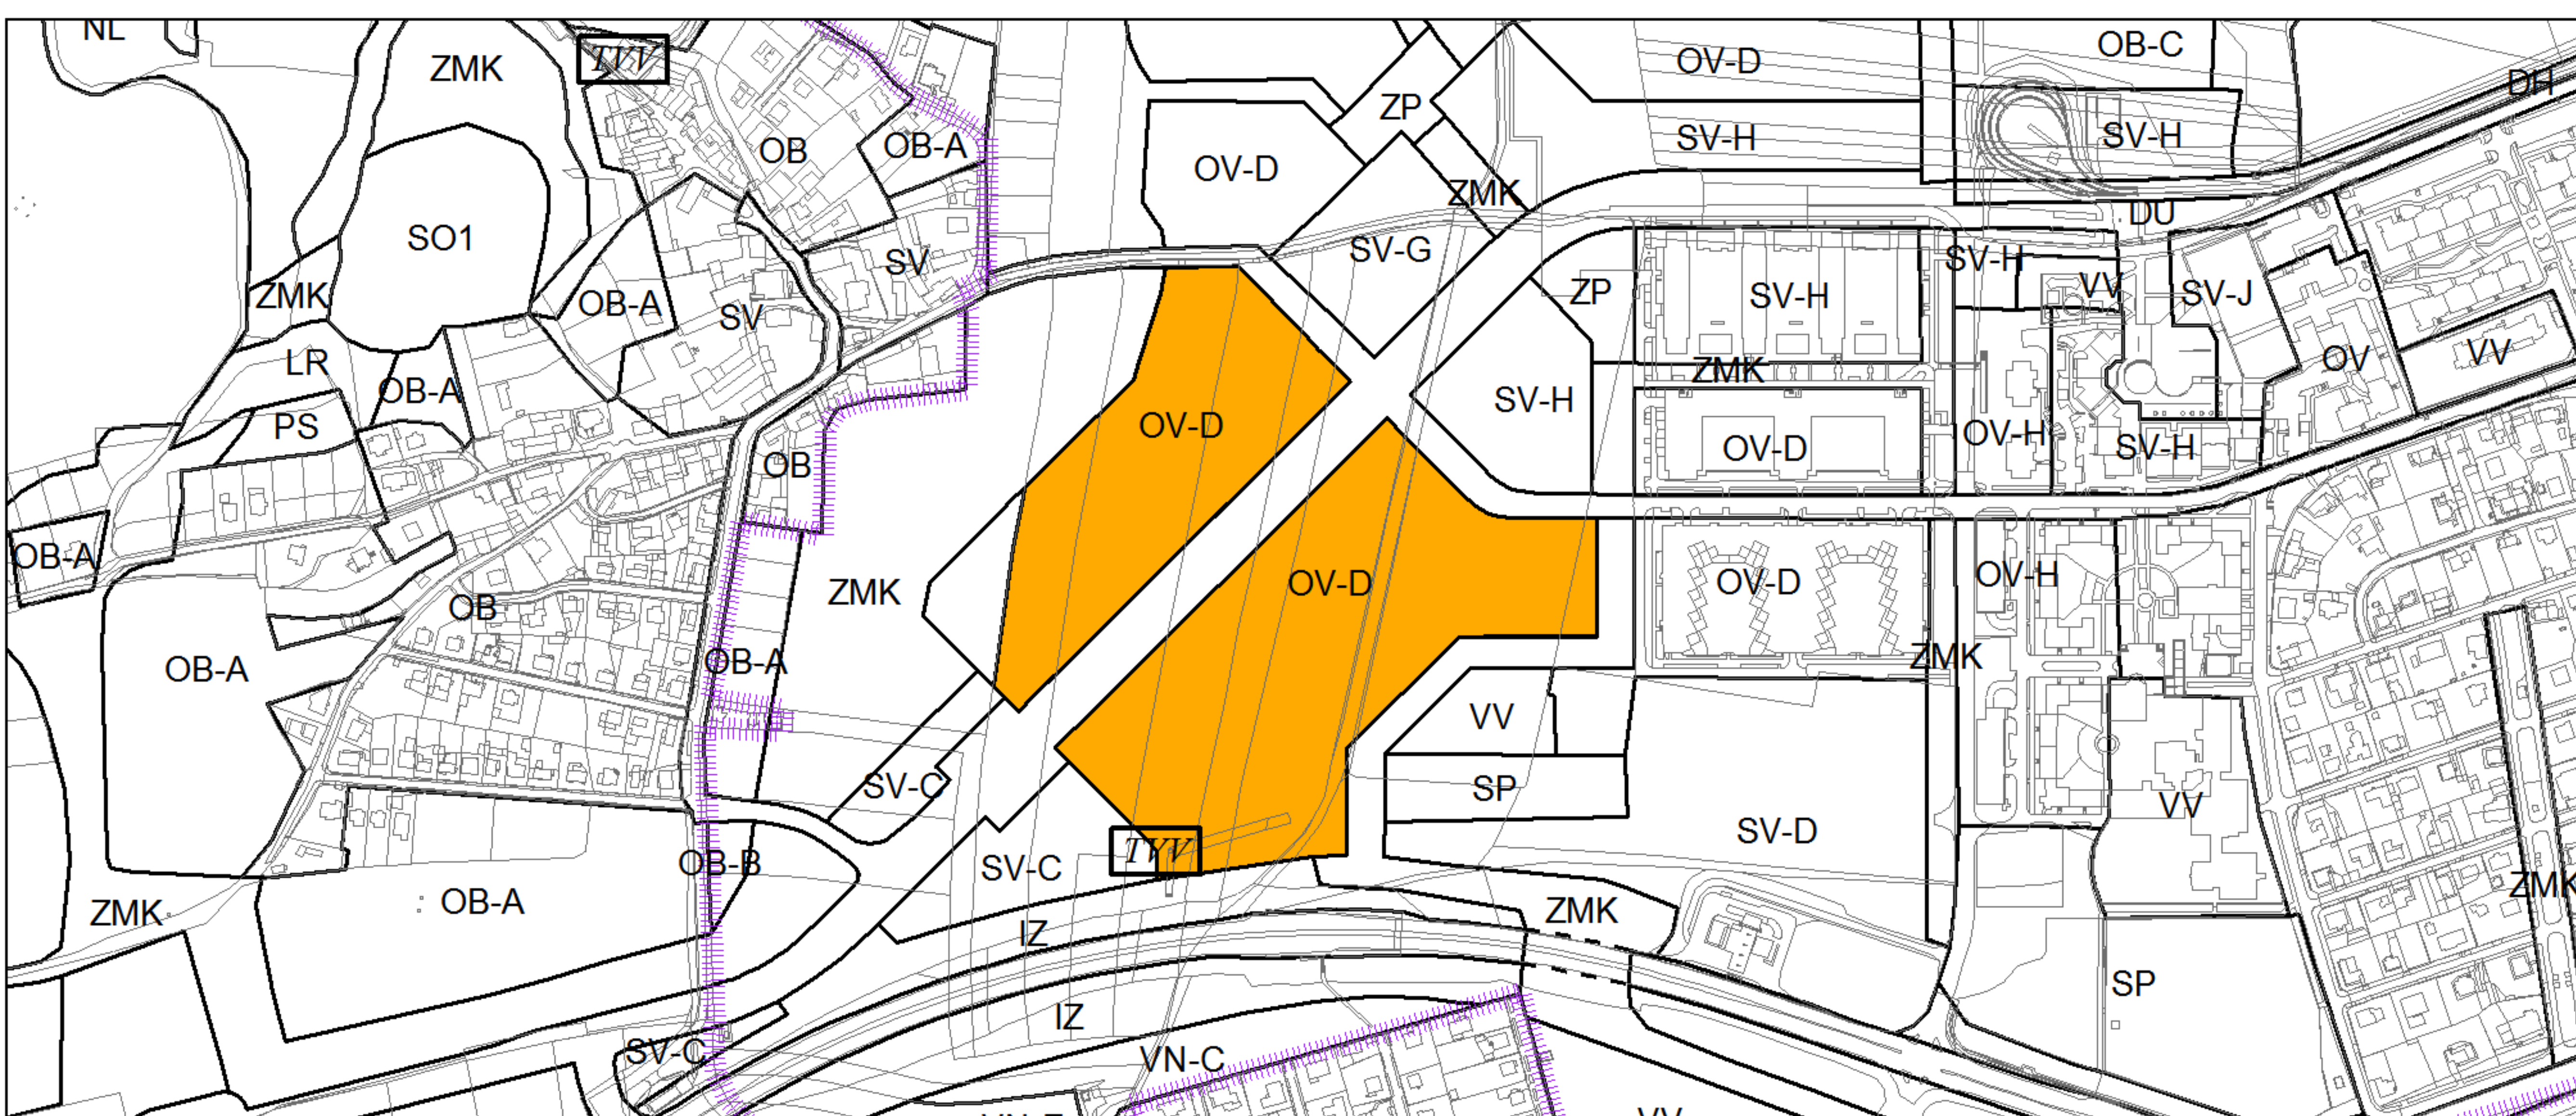 NL
ZMK
TVV
OB
OB-A
OV-D
ZP
OV-D
OB-C
DH
SV-H
SV-H
ZMK
DU
SO1
SV
SV-G
SV-H
ZMK
OB-A
SV
ZP
SV-H
VV
SV-J
LR
OB-A
ZMK
OV
VV
PS
OV-D
SV-H
OV-D
OV-H
SV-H
OB
OB-A
OB
ZMK
OV-D
OV-D
OV-H
OB-A
OB-A
ZMK
VV
SV-C
SP
VV
SV-D
TVV
OB-B
SV-C
OB-A
ZMK
ZMK
ZMK
IZ
SP
IZ
SV-C
VN-C